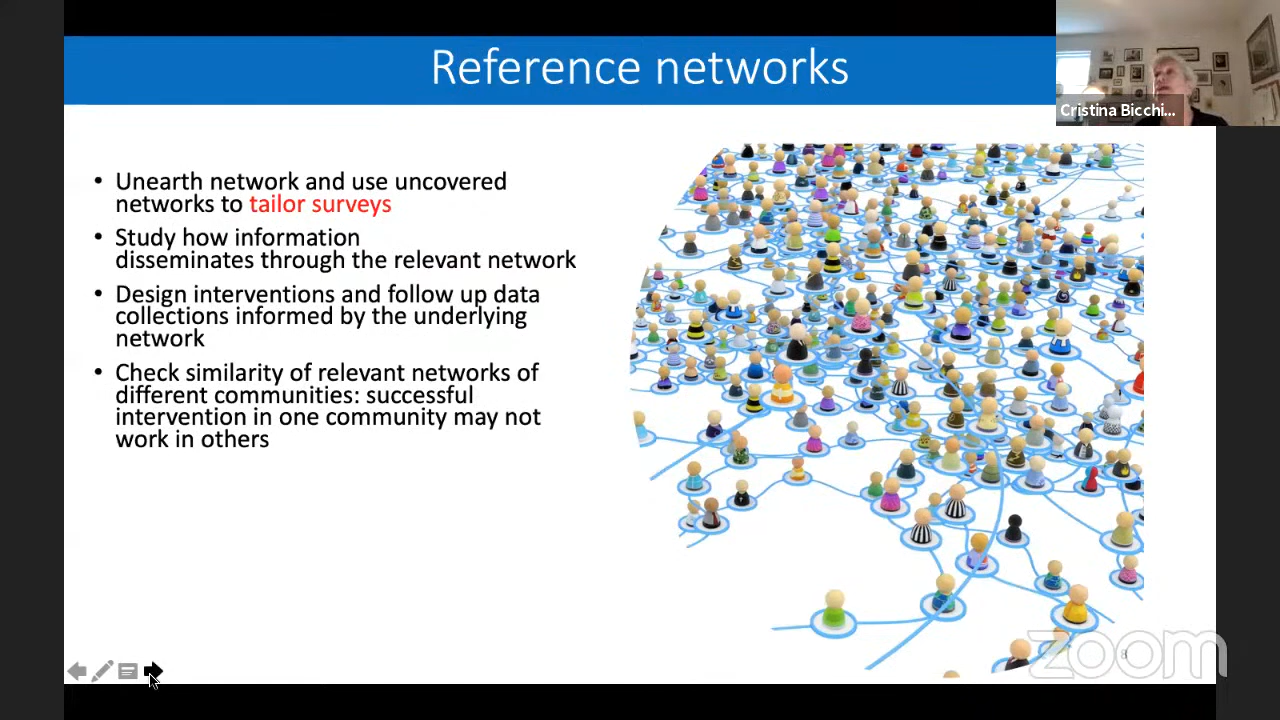 Reference networks
Cristina Bicchi...
• Unearth network and use uncovered
networks to tailor surveys
• Study how information
disseminates through the relevant network
• Design interventions and follow up data
collections informed by the underlying
network
• Check similarity of relevant networks of
different communities: successful
intervention in one community may not
work in others
zoom
8